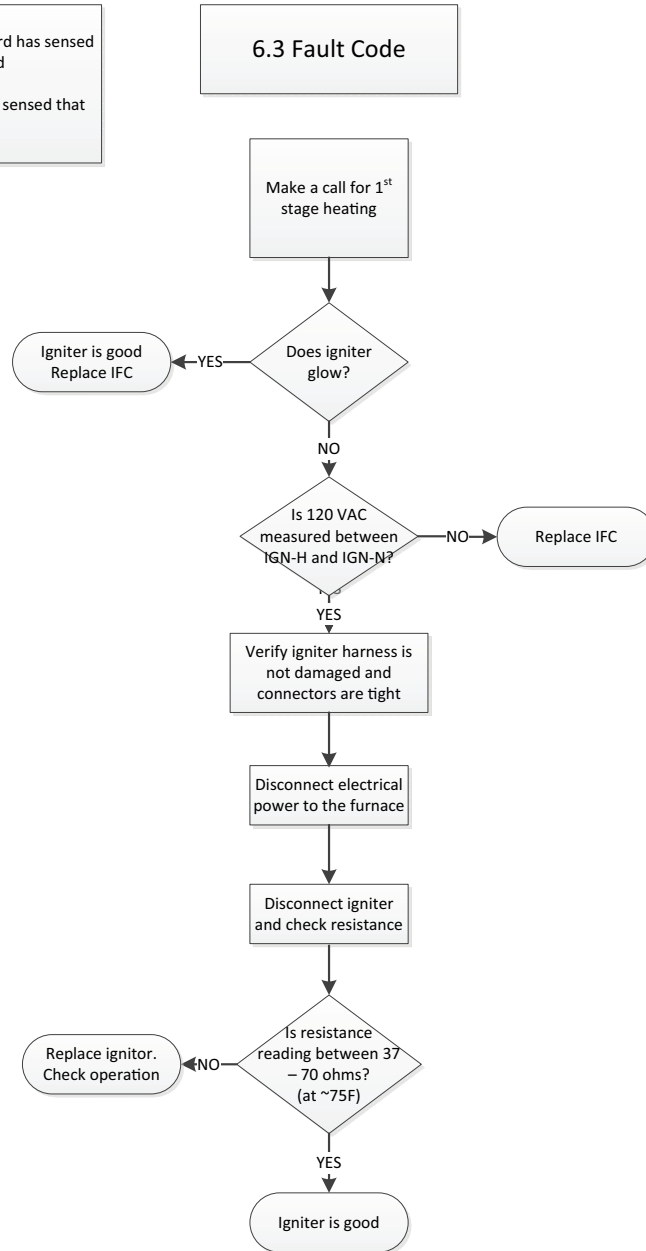 rd has sensed
d
sensed that
6.3 Fault Code
Make a call for 1st
stage heating
Does igniter
glow?
YES
Igniter is good
Replace IFC
NO
Is 120 VAC
measured between
IGN-H and IGN-N?
NO
Replace IFC
YES
Verify igniter harness is
not damaged and
connectors are tight
Disconnect electrical
power to the furnace
Disconnect igniter
and check resistance
Is resistance
reading between 37
– 70 ohms?
(at ~75F)
NO
Replace ignitor.
Check operation
YES
Igniter is good